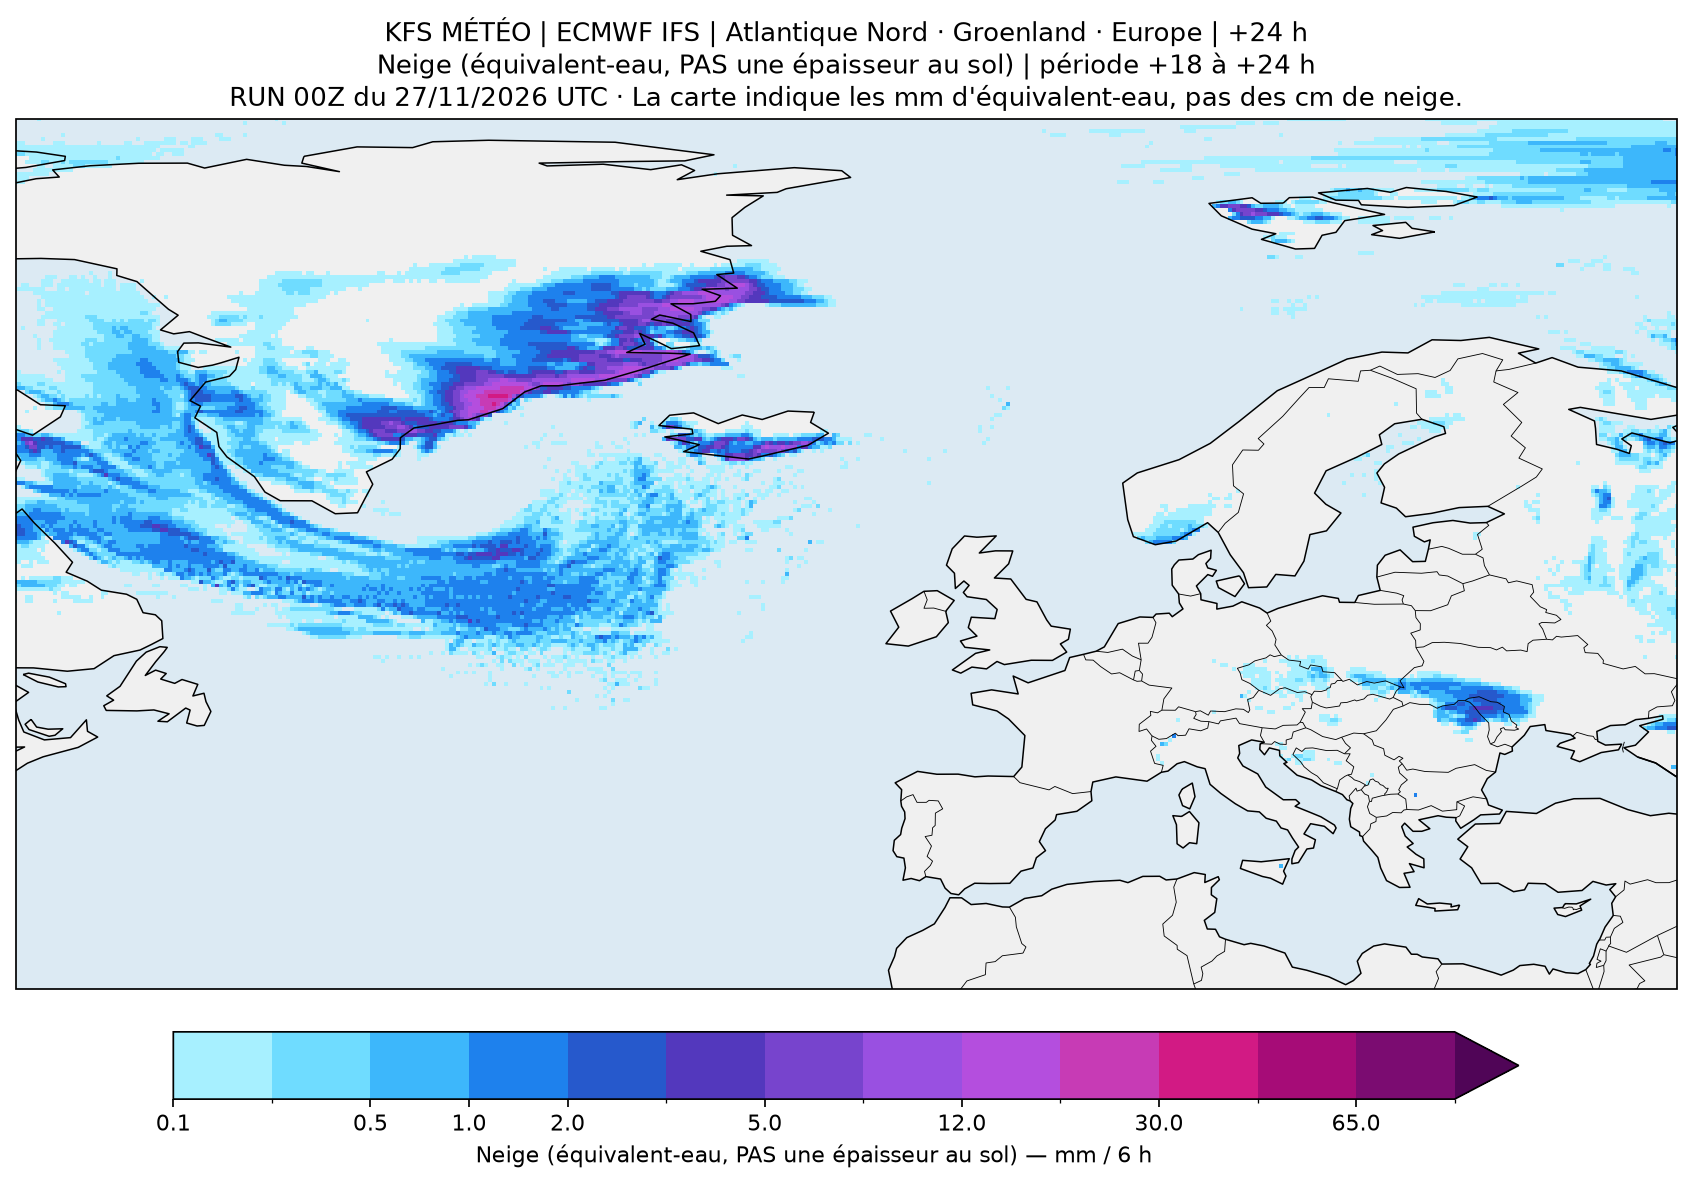 KFS MÉTÉO | ECMWF IFS | Atlantique Nord · Groenland · Europe | +24 h
Neige (équivalent-eau, PAS une épaisseur au sol) | période +18 à +24 h
RUN 00Z du 27/11/2026 UTC · La carte indique les mm d'équivalent-eau, pas des cm de neige.
0.1 0.5 1.0 2.0 5.0 12.0 30.0 65.0
Neige (équivalent-eau, PAS une épaisseur au sol) — mm / 6 h